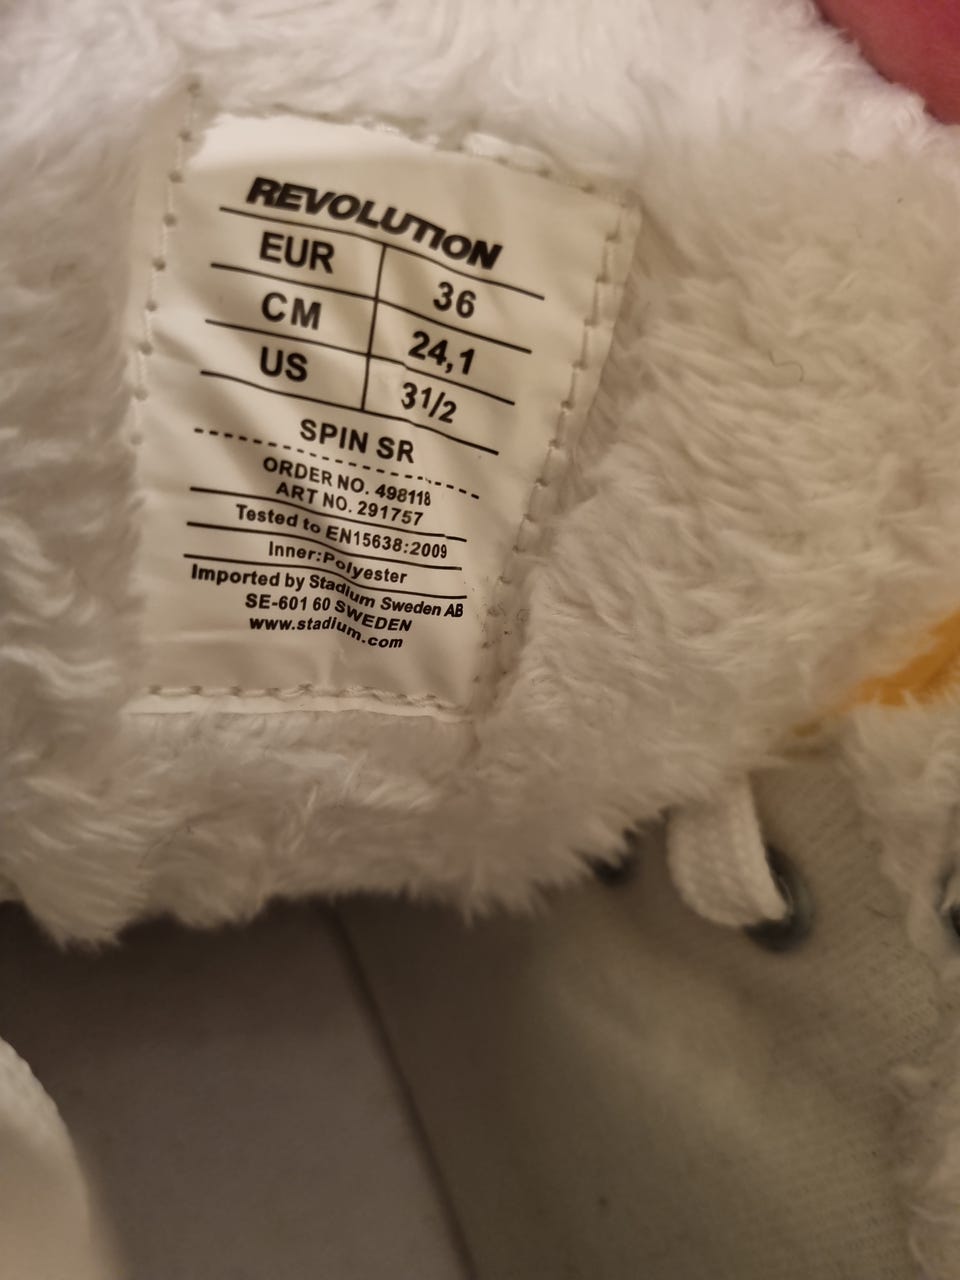 REVOLUTION
EUR 36
CM 24,1
US 31/2
SPIN SR
ORDER NO. 498118
ART NO. 291757
Tested to EN15638:2009
Inner:Polyester
Imported by Stadium Sweden AB
SE-601 60 SWEDEN
www.stadium.com